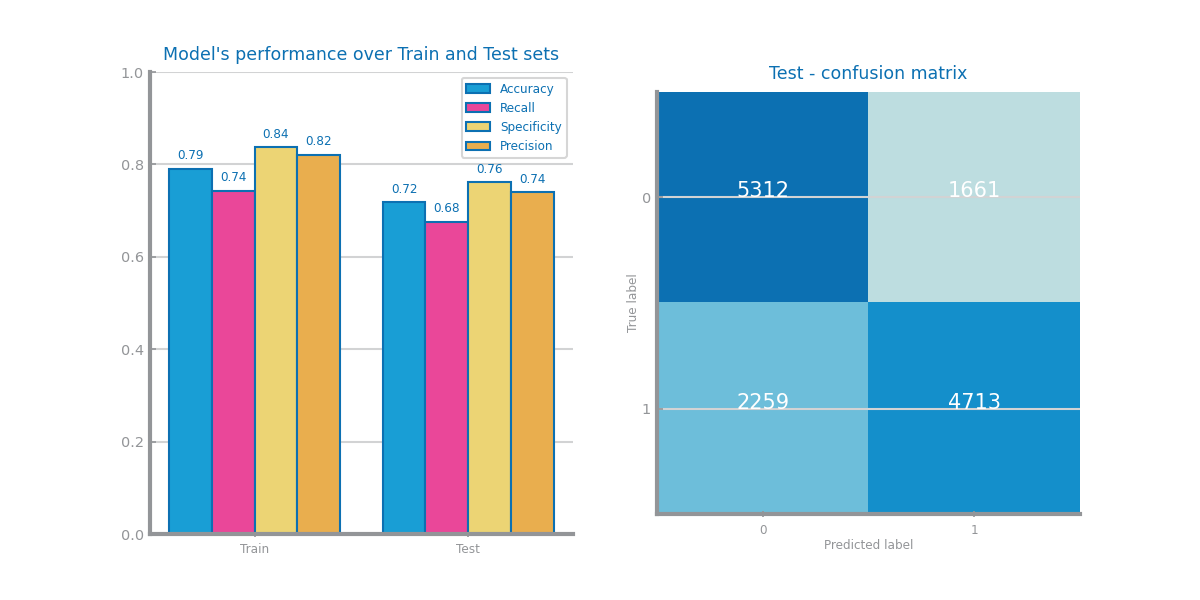 Model's performance over Train and Test sets
1.0
0.8
0.6
0.4
0.2
0.0
Accuracy
Recall
Specificity
Precision
0.79
0.74
0.84
0.82
0.72
0.68
0.76
0.74
Train
Test
Test - confusion matrix
True label
0
1
5312
1661
2259
4713
0
1
Predicted label